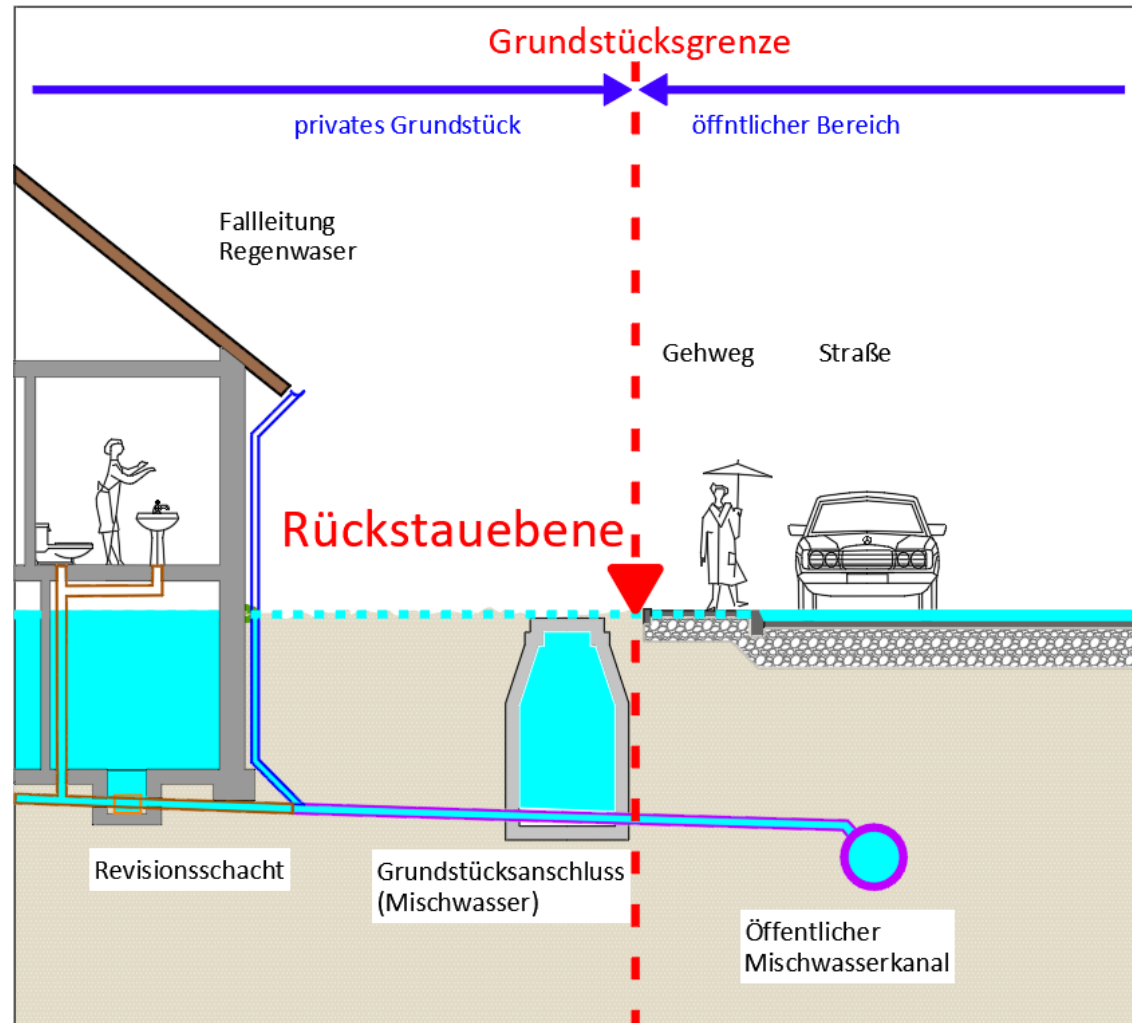 Grundstücksgrenze
privates Grundstück
öffntlicher Bereich
Fallleitung
Regenwaser
Gehweg
Straße
Rückstauebene
Revisionsschacht
Grundstücksanschluss
(Mischwasser)
Öffentlicher
Mischwasserkanal